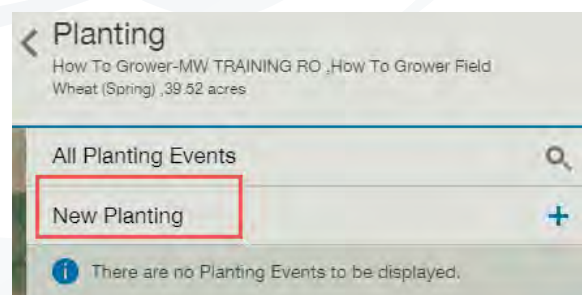 Planting
How To Grower-MW TRAINING RO ,How To Grower Field
Wheat (Spring) ,39.52 acres
All Planting Events
New Planting
There are no Planting Events to be displayed.